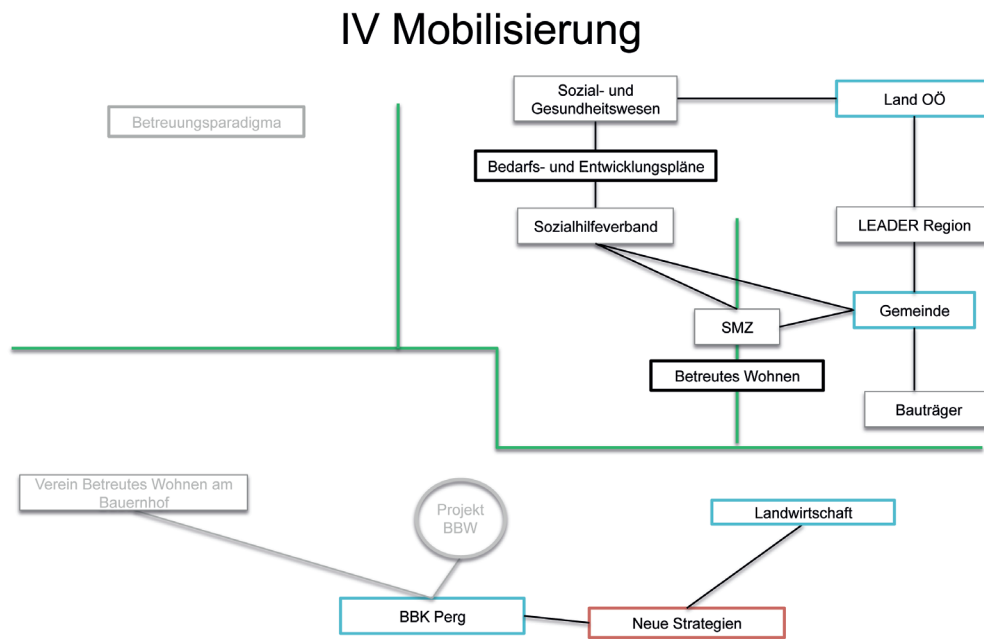 IV Mobilisierung
Betreuungsparadigma
Sozial- und
Gesundheitswesen
Land OÖ
Bedarfs- und Entwicklungspläne
Sozialhilfeverband
LEADER Region
Gemeinde
SMZ
Betreutes Wohnen
Bauträger
Verein Betreutes Wohnen am
Bauernhof
Projekt
BBW
Landwirtschaft
BBK Perg
Neue Strategien